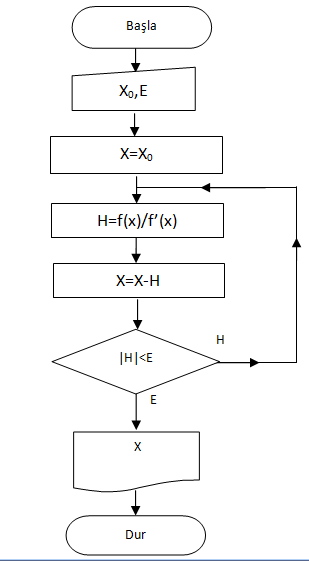 Başla
X₀,E
X=X₀
H=f(x)/f’(x)
X=X-H
|H|<E
H
E
X
Dur